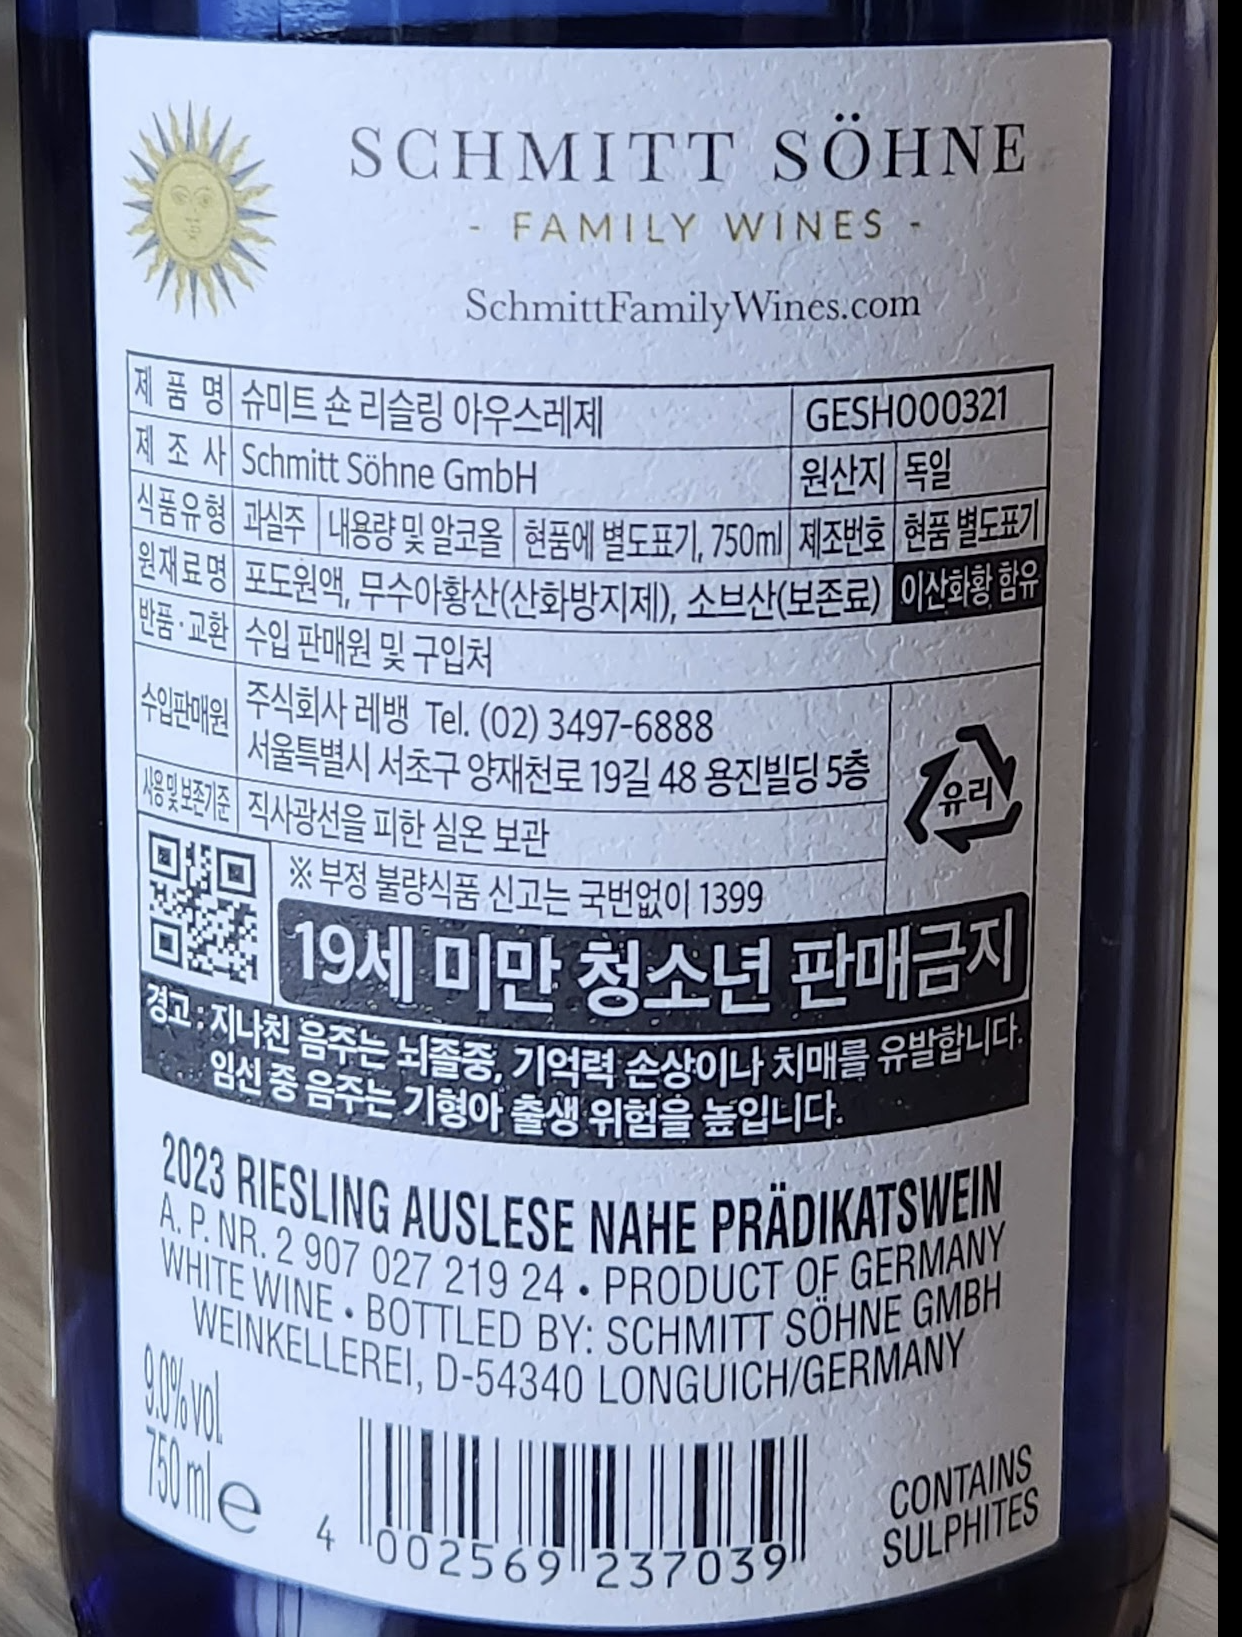 SCHMITT SÖHNE
- FAMILY WINES -
SchmittFamilyWines.com
제품명 슈미트 숀 리슬링 아우스레제 GESH000321
제조사 Schmitt Söhne GmbH 원산지 독일
식품유형 과실주 내용량 및 알코올 현품에 별도표기, 750ml 제조번호 현품 별도표기
원재료명 포도원액, 무수아황산(산화방지제), 소브산(보존료) 이산화황 함유
반품·교환 수입 판매원 및 구입처
수입판매원 주식회사 레뱅 Tel. (02) 3497-6888
서울특별시 서초구 양재천로 19길 48 용진빌딩 5층
유리
사용 및 보존기준 직사광선을 피한 실온 보관
※ 부정 불량식품 신고는 국번없이 1399
19세 미만 청소년 판매금지
경고 : 지나친 음주는 뇌졸중, 기억력 손상이나 치매를 유발합니다.
임신 중 음주는 기형아 출생 위험을 높입니다.
2023 RIESLING AUSLESE NAHE PRÄDIKATSWEIN
A. P. NR. 2 907 027 219 24 • PRODUCT OF GERMANY
WHITE WINE • BOTTLED BY: SCHMITT SÖHNE GMBH
WEINKELLEREI, D-54340 LONGUICH/GERMANY
9.0% vol.
750 ml e
4 002569 237039
CONTAINS
SULPHITES